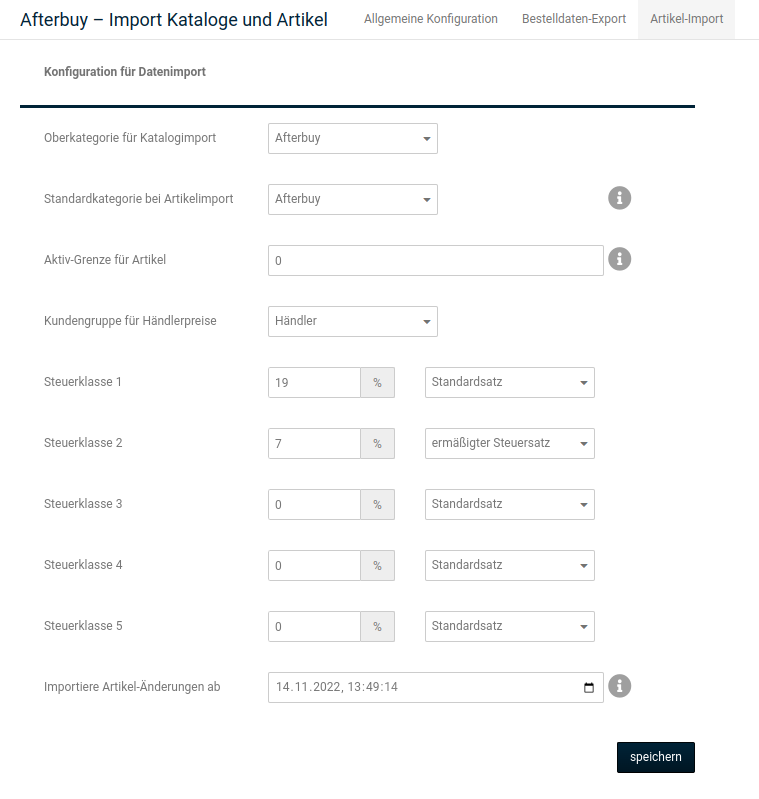 Afterbuy – Import Kataloge und Artikel Allgemeine Konfiguration Bestelldaten-Export Artikel-Import
Konfiguration für Datenimport
Oberkategorie für Katalogimport Afterbuy
Standardkategorie bei Artikelimport Afterbuy
Aktiv-Grenze für Artikel 0
Kundengruppe für Händlerpreise Händler
Steuerklasse 1 19 % Standardsatz
Steuerklasse 2 7 % ermäßigter Steuersatz
Steuerklasse 3 0 % Standardsatz
Steuerklasse 4 0 % Standardsatz
Steuerklasse 5 0 % Standardsatz
Importiere Artikel-Änderungen ab 14.11.2022, 13:49:14
speichern